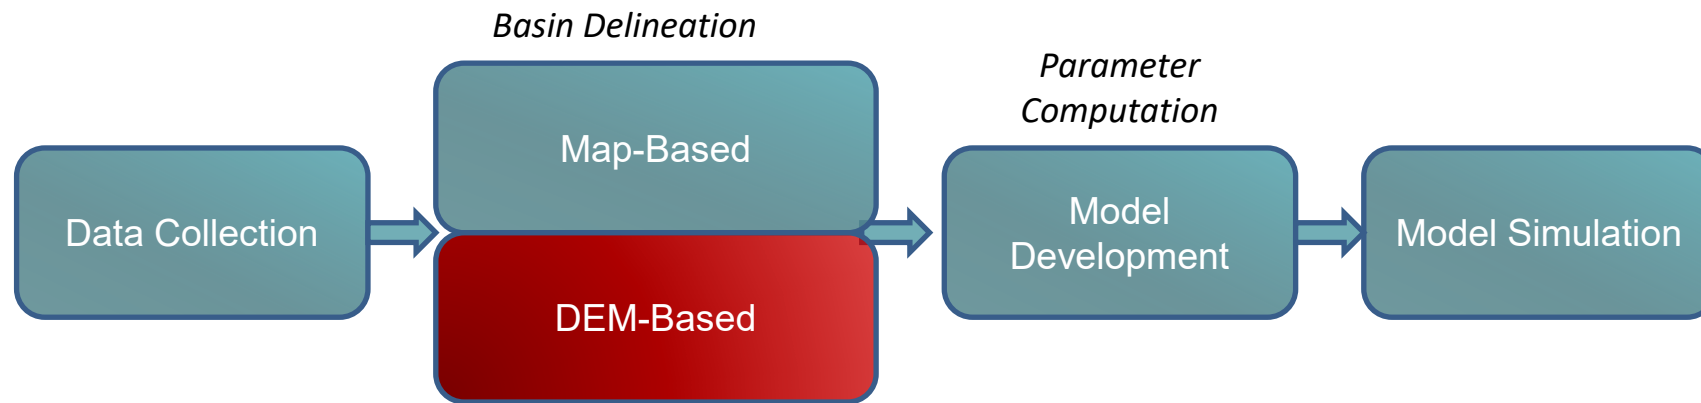 Basin Delineation
Parameter
Computation
Data Collection
Map-Based
DEM-Based
Model
Development
Model Simulation